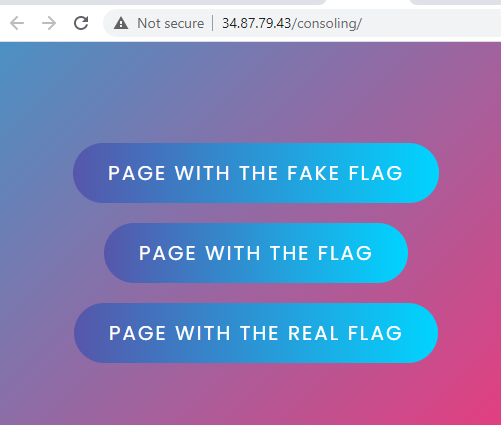 Not secure | 34.87.79.43/consoling/
PAGE WITH THE FAKE FLAG
PAGE WITH THE FLAG
PAGE WITH THE REAL FLAG